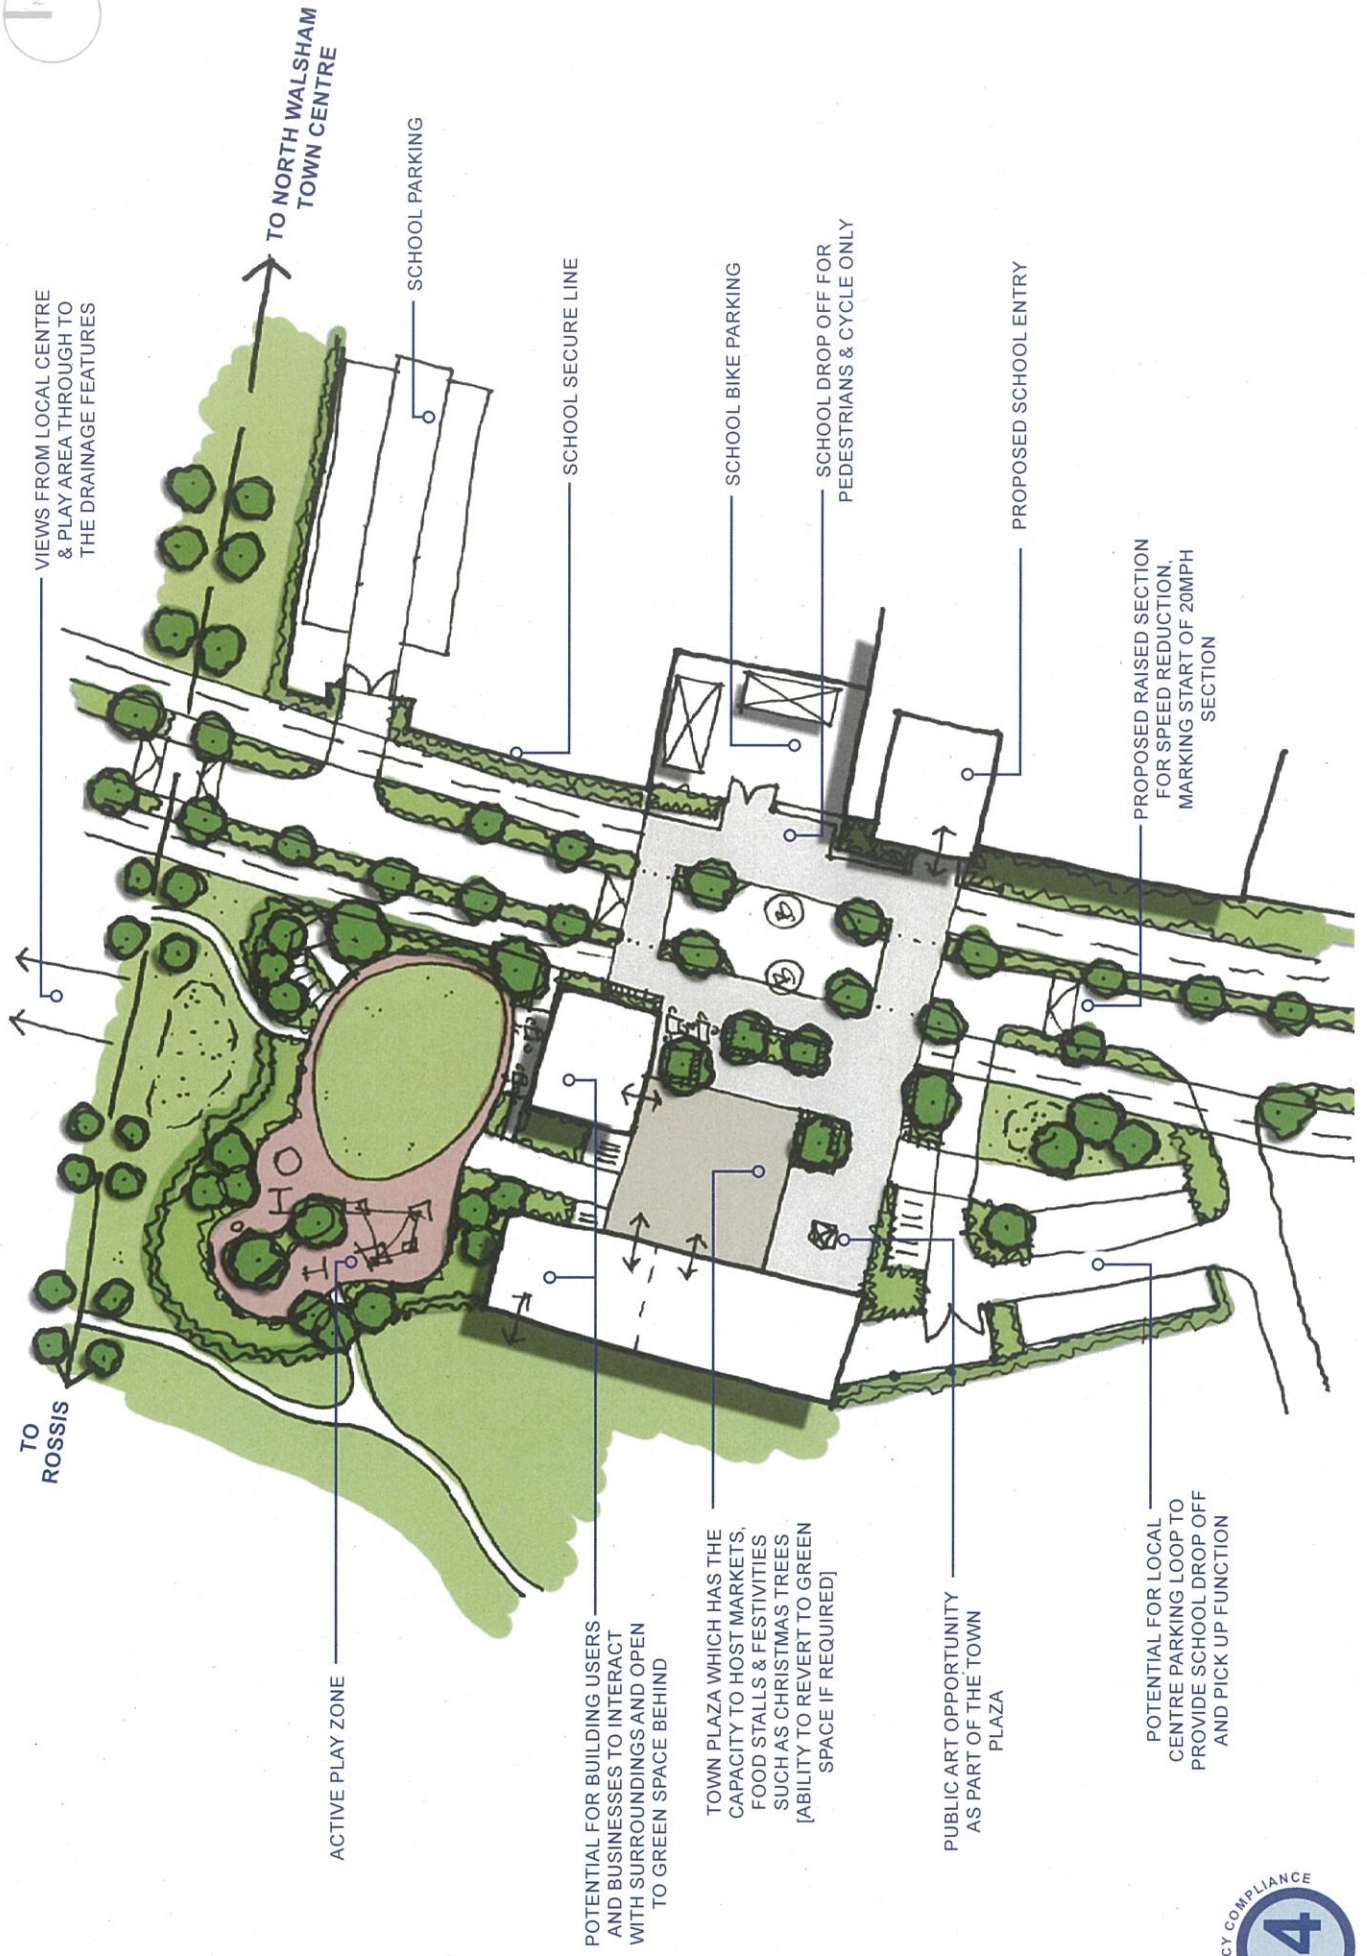 TO
ROSSIS
VIEWS FROM LOCAL CENTRE
& PLAY AREA THROUGH TO
THE DRAINAGE FEATURES
TO NORTH WALSHAM
TOWN CENTRE
ACTIVE PLAY ZONE
POTENTIAL FOR BUILDING USERS
AND BUSINESSES TO INTERACT
WITH SURROUNDINGS AND OPEN
TO GREEN SPACE BEHIND
TOWN PLAZA WHICH HAS THE
CAPACITY TO HOST MARKETS,
FOOD STALLS & FESTIVITIES
SUCH AS CHRISTMAS TREES
[ABILITY TO REVERT TO GREEN
SPACE IF REQUIRED]
PUBLIC ART OPPORTUNITY
AS PART OF THE TOWN
PLAZA
POTENTIAL FOR LOCAL
CENTRE PARKING LOOP TO
PROVIDE SCHOOL DROP OFF
AND PICK UP FUNCTION
SCHOOL PARKING
SCHOOL SECURE LINE
SCHOOL BIKE PARKING
SCHOOL DROP OFF FOR
PEDESTRIANS & CYCLE ONLY
PROPOSED SCHOOL ENTRY
PROPOSED RAISED SECTION
FOR SPEED REDUCTION,
MARKING START OF 20MPH
SECTION
COMPLIANCE
4